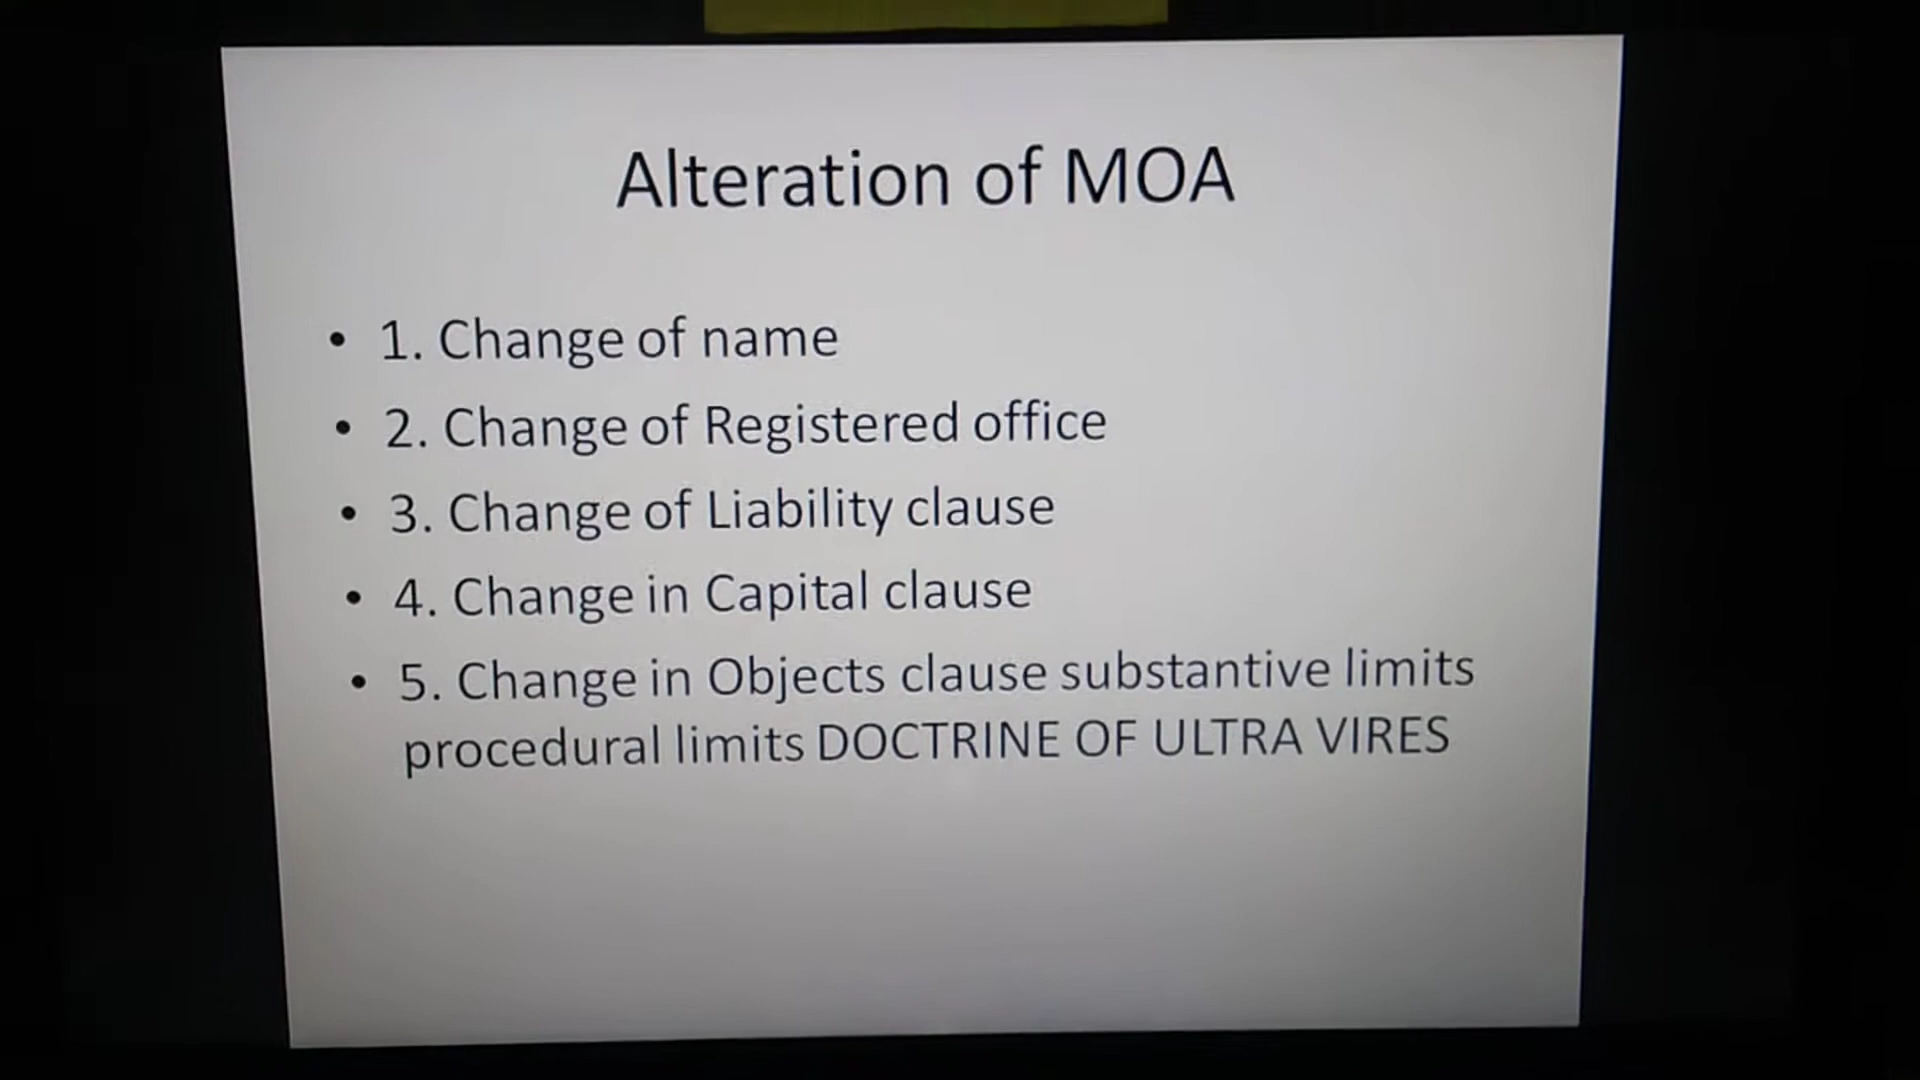 Alteration of MOA
• 1. Change of name
• 2. Change of Registered office
• 3. Change of Liability clause
• 4. Change in Capital clause
• 5. Change in Objects clause substantive limits
procedural limits DOCTRINE OF ULTRA VIRES